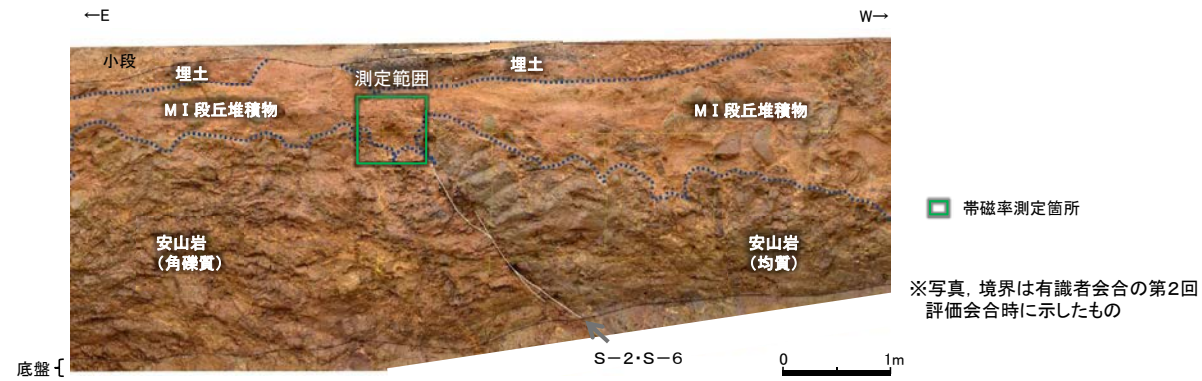 ←E
W→
小段
埋土
埋土
測定範囲
MⅠ段丘堆積物
MⅠ段丘堆積物
安山岩
(角礫質)
安山岩
(均質)
帯磁率測定箇所
※写真，境界は有識者会合の第2回
評価会合時に示したもの
S－2・S－6
0
1m
底盤{